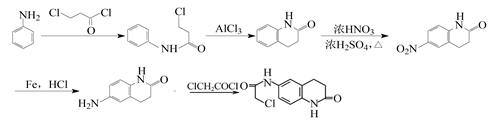 NH₂ Cl O Cl Cl NH O AlCl₃ H N O 浓HNO₃ 浓H₂SO₄,△ O₂N H N O
Fe，HCl H₂N H N O ClCH₂COCl O H N Cl N H O